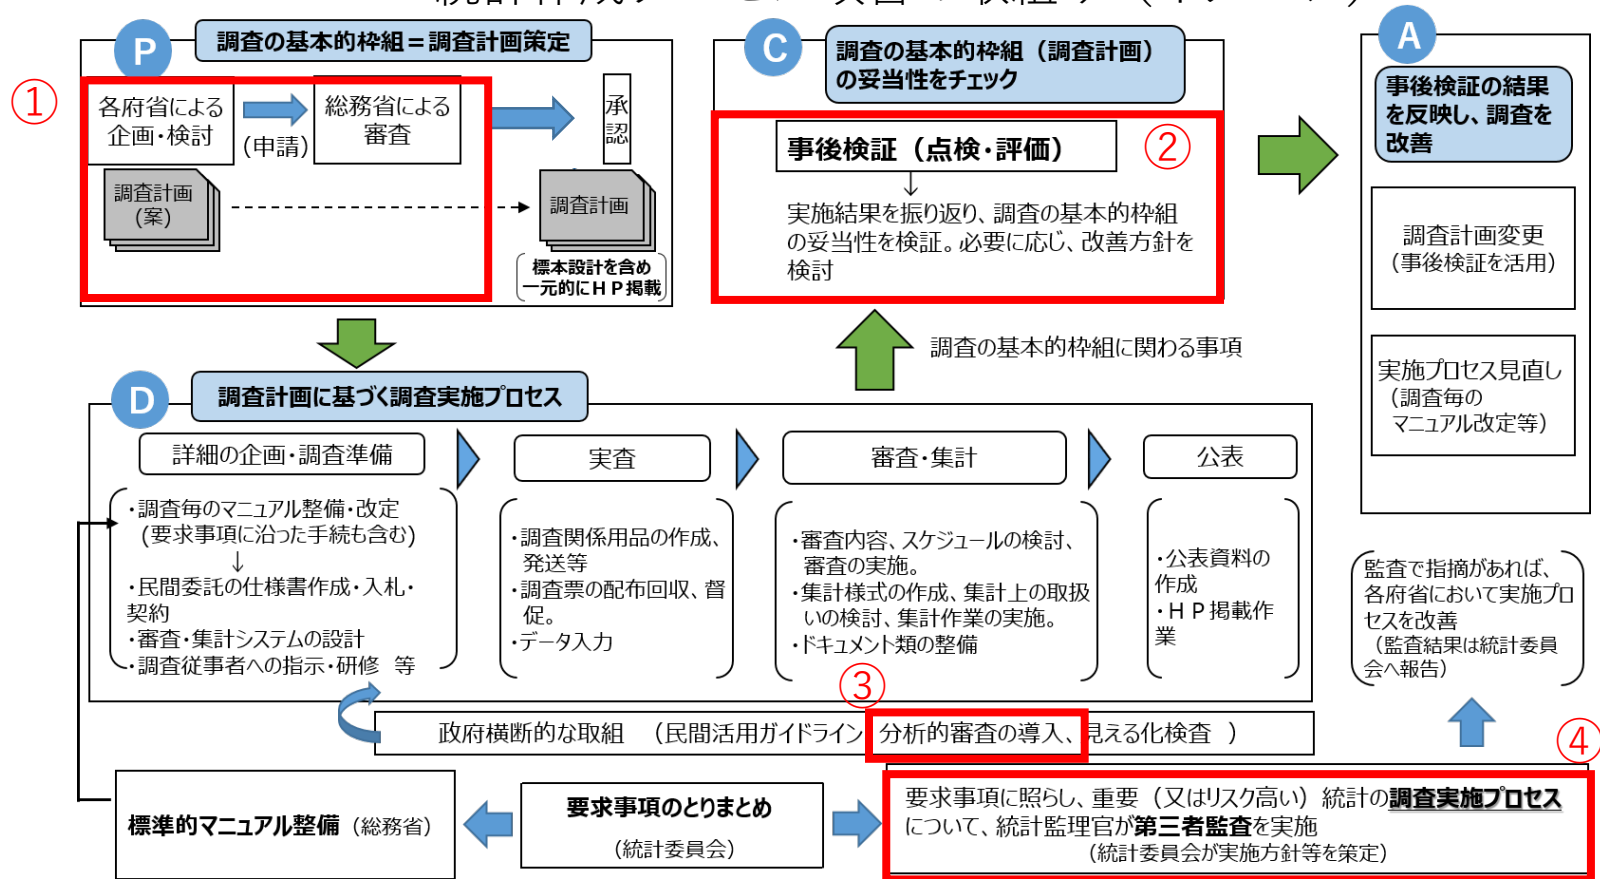 P
調査の基本的枠組＝調査計画策定
①
各府省による
企画・検討
(申請)
総務省による
審査
承
認
調査計画
(案)
調査計画
標本設計を含め
一元的にＨＰ掲載
C
調査の基本的枠組（調査計画）
の妥当性をチェック
②
事後検証（点検・評価）
↓
実施結果を振り返り、調査の基本的枠組
の妥当性を検証。必要に応じ、改善方針を
検討
A
事後検証の結果
を反映し、調査を
改善
調査計画変更
（事後検証を活用）
実施プロセス見直し
（調査毎の
マニュアル改定等）
調査の基本的枠組に関わる事項
D
調査計画に基づく調査実施プロセス
詳細の企画・調査準備
・調査毎のマニュアル整備・改定
(要求事項に沿った手続も含む)
↓
・民間委託の仕様書作成・入札・
契約
・審査・集計システムの設計
・調査従事者への指示・研修　等
実査
・調査関係用品の作成、
発送等
・調査票の配布回収、督
促。
・データ入力
審査・集計
・審査内容、スケジュールの検討、
審査の実施。
・集計様式の作成、集計上の取扱
いの検討、集計作業の実施。
・ドキュメント類の整備
公表
・公表資料の
作成
・ＨＰ掲載作
業
監査で指摘があれば、
各府省において実施プロ
セスを改善
（監査結果は統計委員
会へ報告）
③
政府横断的な取組　（民間活用ガイドライン 分析的審査の導入、見える化検査　）
④
標準的マニュアル整備（総務省）
要求事項のとりまとめ
（統計委員会）
要求事項に照らし、重要（又はリスク高い）統計の調査実施プロセス
について、統計監理官が第三者監査を実施
（統計委員会が実施方針等を策定）